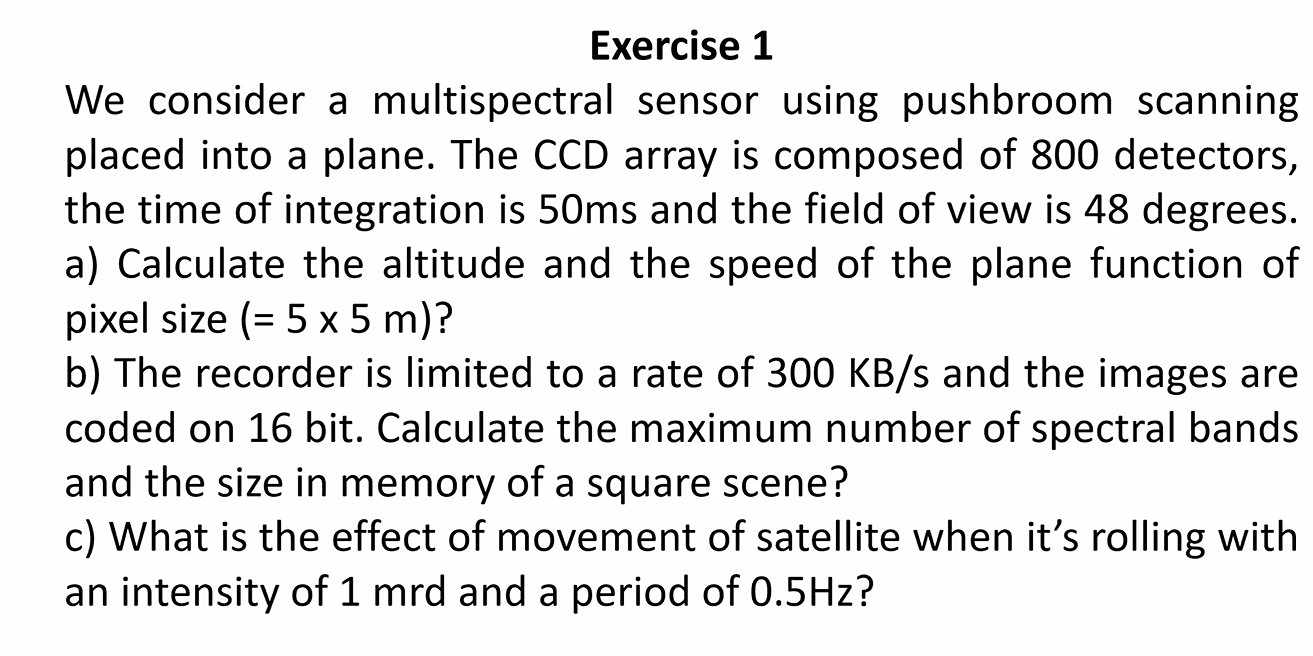 Exercise 1
We consider a multispectral sensor using pushbroom scanning
placed into a plane. The CCD array is composed of 800 detectors,
the time of integration is 50ms and the field of view is 48 degrees.
a) Calculate the altitude and the speed of the plane function of
pixel size (= 5 x 5 m)?
b) The recorder is limited to a rate of 300 KB/s and the images are
coded on 16 bit. Calculate the maximum number of spectral bands
and the size in memory of a square scene?
c) What is the effect of movement of satellite when it’s rolling with
an intensity of 1 mrd and a period of 0.5Hz?